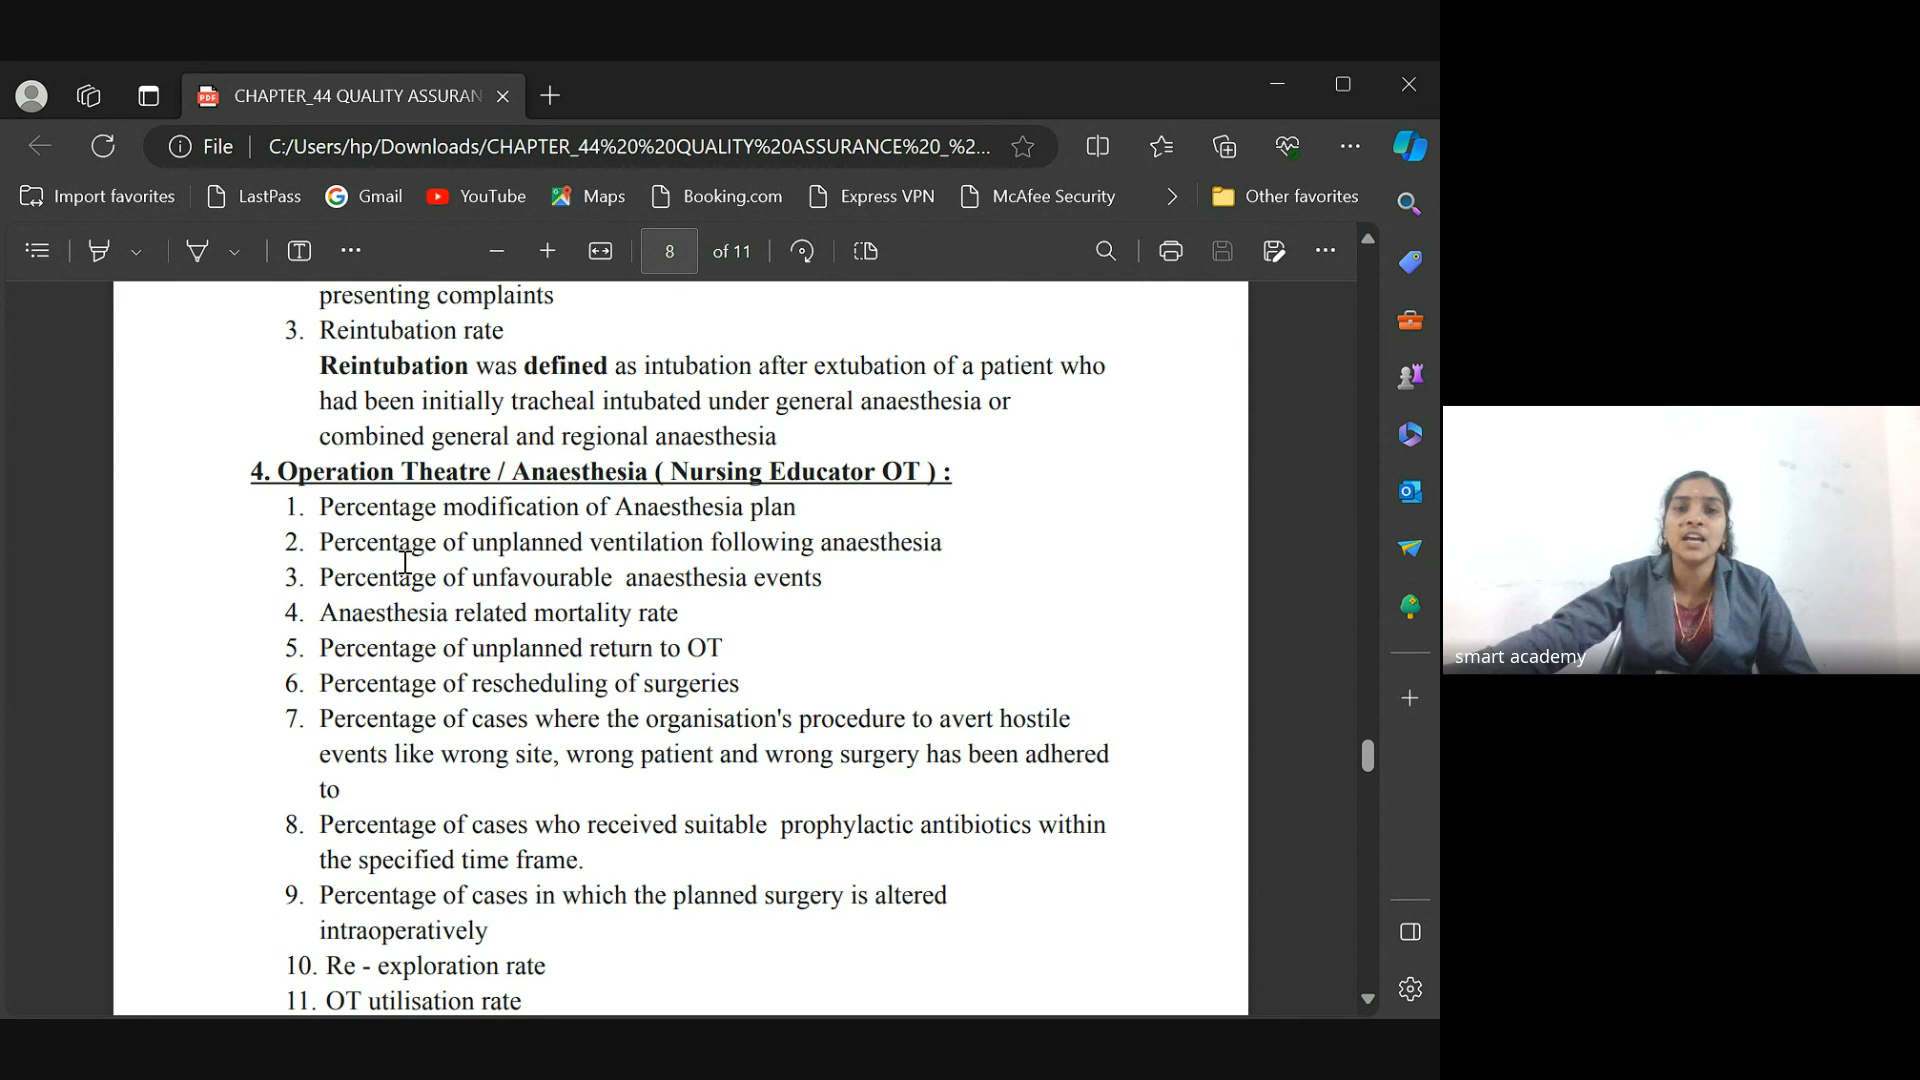 CHAPTER_44 QUALITY ASSURAN
File
C:/Users/hp/Downloads/CHAPTER_44%20%20QUALITY%20ASSURANCE%20_%2...
Import favorites
LastPass
Gmail
YouTube
Maps
Booking.com
Express VPN
McAfee Security
Other favorites
8 of 11
presenting complaints
3. Reintubation rate
Reintubation was defined as intubation after extubation of a patient who
had been initially tracheal intubated under general anaesthesia or
combined general and regional anaesthesia
4. Operation Theatre / Anaesthesia ( Nursing Educator OT ) :
1. Percentage modification of Anaesthesia plan
2. Percentage of unplanned ventilation following anaesthesia
3. Percentage of unfavourable  anaesthesia events
4. Anaesthesia related mortality rate
5. Percentage of unplanned return to OT
6. Percentage of rescheduling of surgeries
7. Percentage of cases where the organisation's procedure to avert hostile
events like wrong site, wrong patient and wrong surgery has been adhered
to
8. Percentage of cases who received suitable  prophylactic antibiotics within
the specified time frame.
9. Percentage of cases in which the planned surgery is altered
intraoperatively
10. Re - exploration rate
11. OT utilisation rate
smart academy